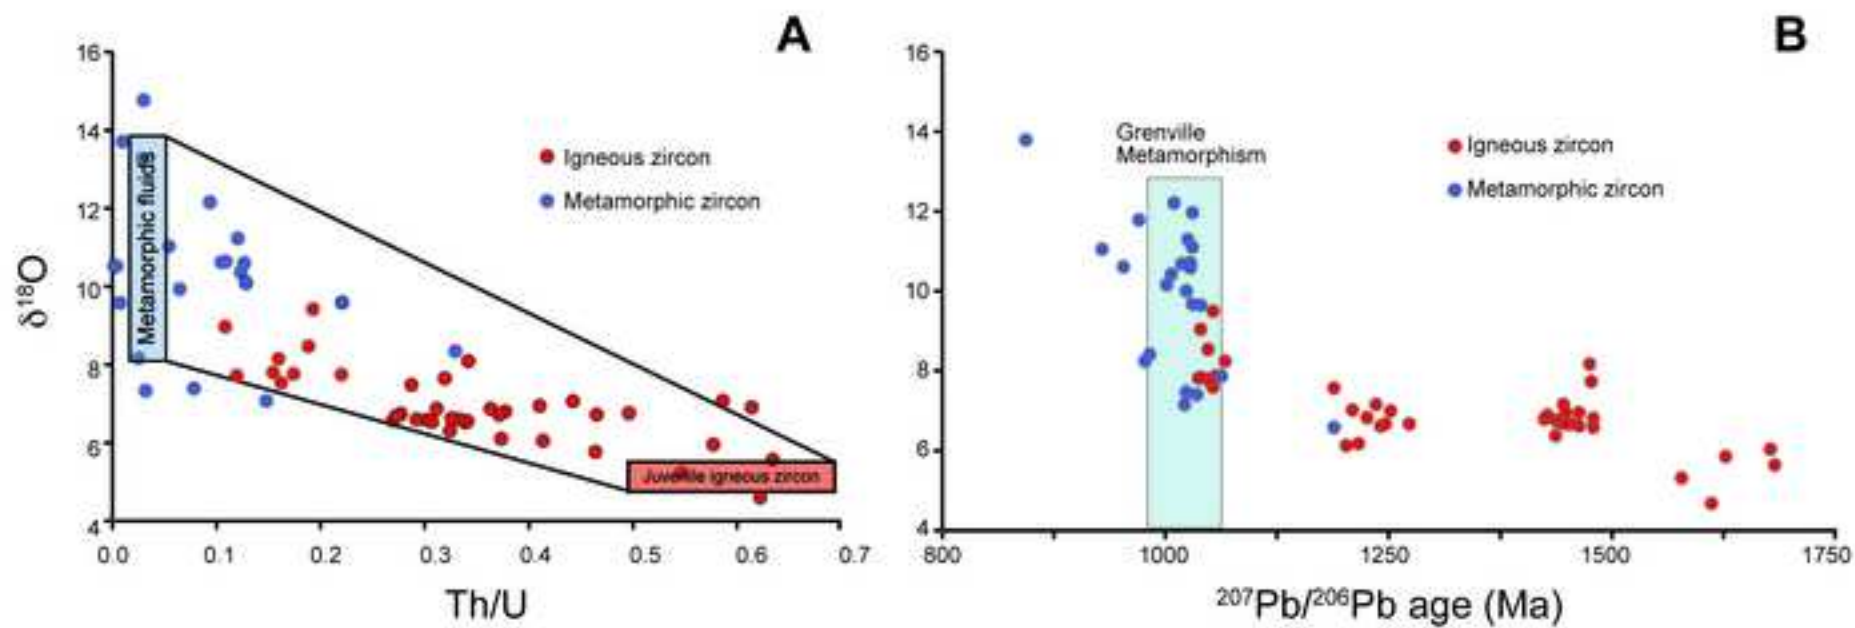 A
16
14
12
10
8
6
4
δ18O
Metamorphic fluids
Igneous zircon
Metamorphic zircon
Juvenile igneous zircon
0.0 0.1 0.2 0.3 0.4 0.5 0.6 0.7
Th/U
B
16
14
12
10
8
6
4
Grenville
Metamorphism
Igneous zircon
Metamorphic zircon
800 1000 1250 1500 1750
207Pb/206Pb age (Ma)